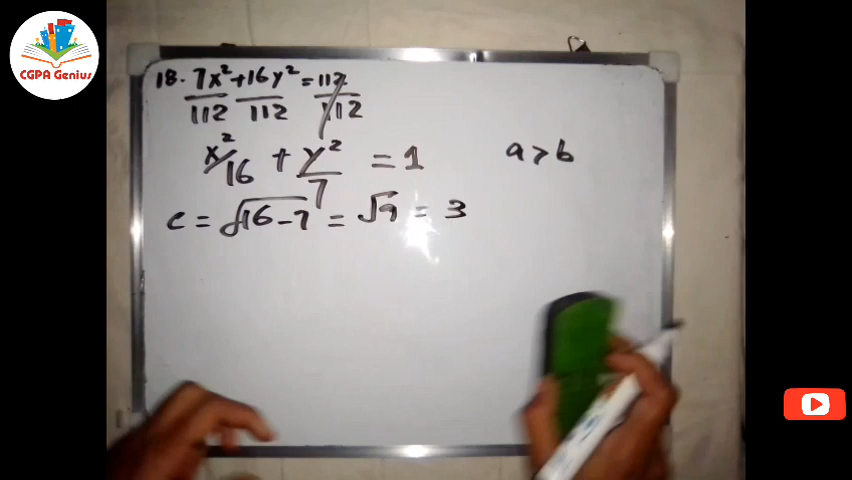 CGPA Genius
18. 7x²+16y²=112
112 112 112
x²/16 + y²/7 = 1 a>b
c = √16-7 = √9 = 3